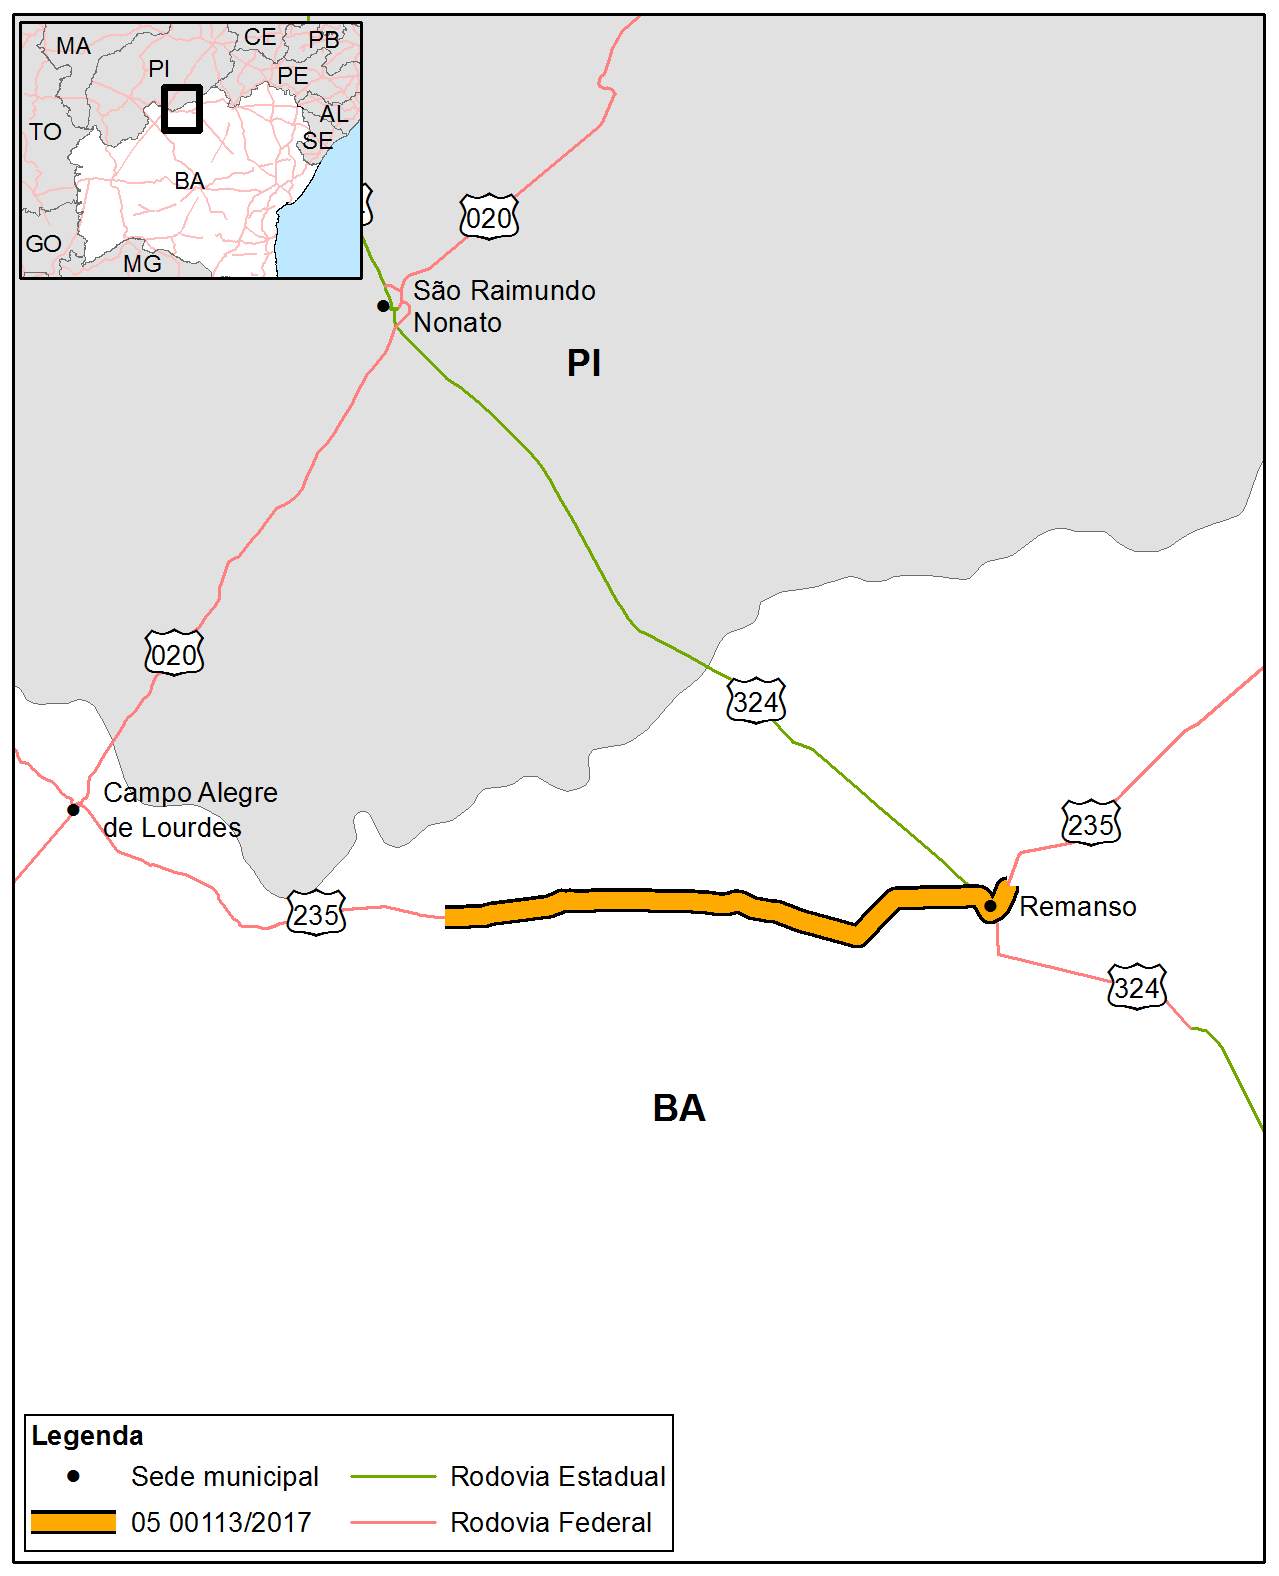 MA
CE
PB
PI
PE
AL
TO
SE
BA
GO
MG
020
São Raimundo
Nonato
PI
020
324
Campo Alegre
de Lourdes
235
235
Remanso
324
BA
Legenda
Sede municipal
Rodovia Estadual
05 00113/2017
Rodovia Federal